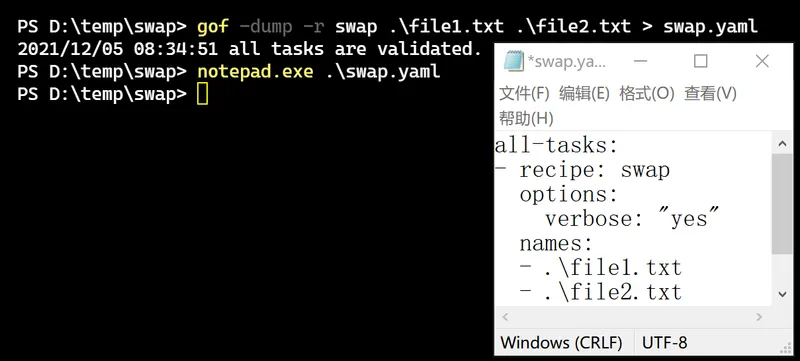 PS D:\temp\swap> gof -dump -r swap .\file1.txt .\file2.txt > swap.yaml
2021/12/05 08:34:51 all tasks are validated.
PS D:\temp\swap> notepad.exe .\swap.yaml
PS D:\temp\swap>
*swap.ya...
文件(F) 编辑(E) 格式(O) 查看(V)
帮助(H)
all-tasks:
- recipe: swap
  options:
    verbose: "yes"
  names:
  - .\file1.txt
  - .\file2.txt
Windows (CRLF) UTF-8